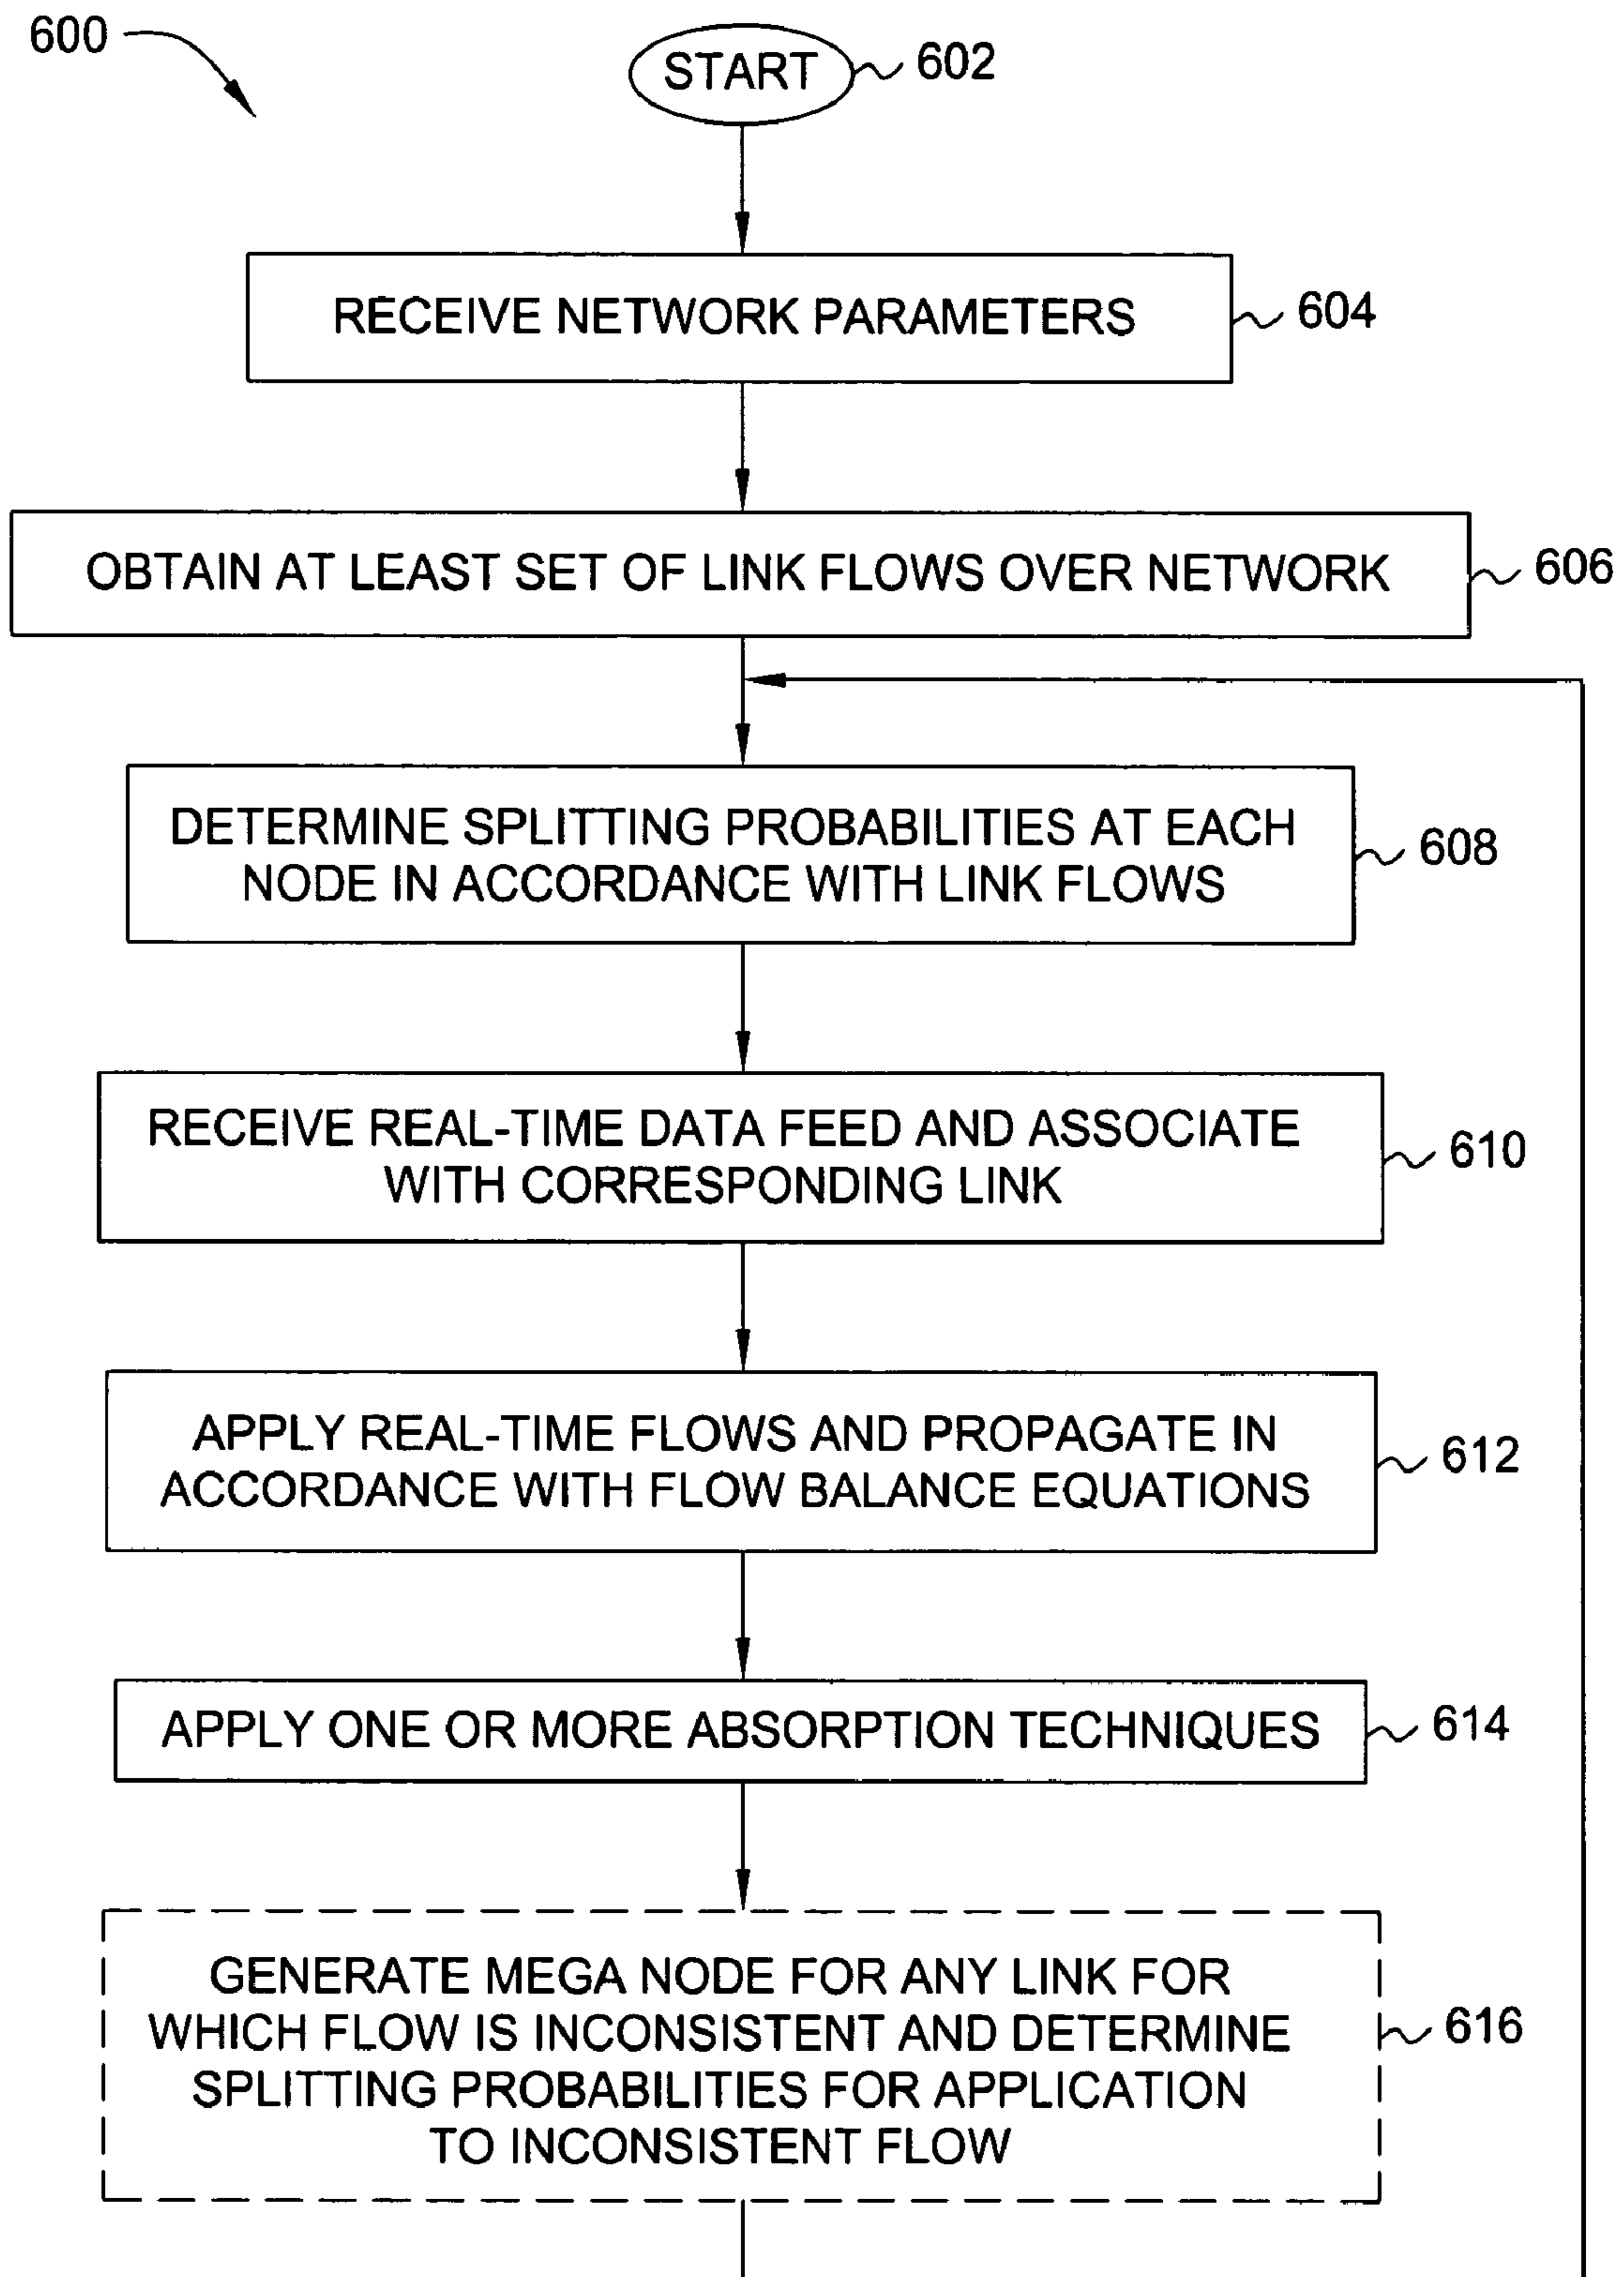 600
START
602
RECEIVE NETWORK PARAMETERS
604
OBTAIN AT LEAST SET OF LINK FLOWS OVER NETWORK
606
DETERMINE SPLITTING PROBABILITIES AT EACH
NODE IN ACCORDANCE WITH LINK FLOWS
608
RECEIVE REAL-TIME DATA FEED AND ASSOCIATE
WITH CORRESPONDING LINK
610
APPLY REAL-TIME FLOWS AND PROPAGATE IN
ACCORDANCE WITH FLOW BALANCE EQUATIONS
612
APPLY ONE OR MORE ABSORPTION TECHNIQUES
614
GENERATE MEGA NODE FOR ANY LINK FOR
WHICH FLOW IS INCONSISTENT AND DETERMINE
SPLITTING PROBABILITIES FOR APPLICATION
TO INCONSISTENT FLOW
616